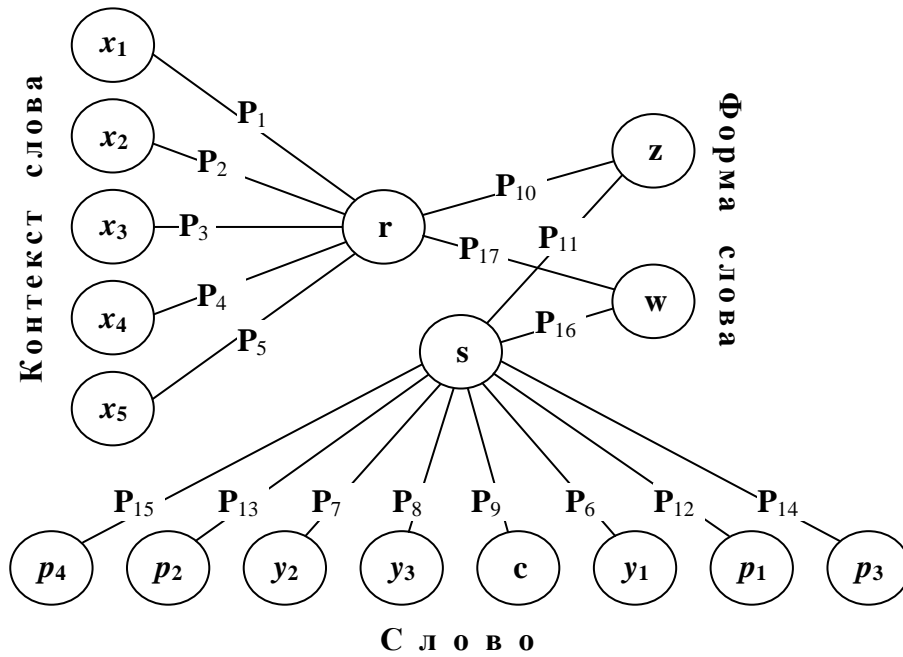 Контекст слова
x1
x2
x3
x4
x5
P1
P2
P3
P4
P5
r
P10
P11
P17
P16
z
w
Форма слова
s
P15
P13
P7
P8
P9
P6
P12
P14
p4
p2
y2
y3
c
y1
p1
p3
Слово